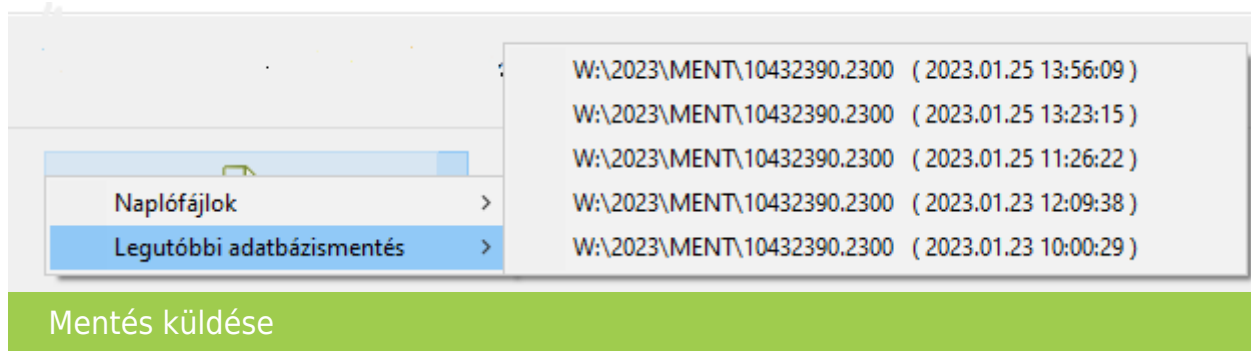 W:\2023\MENT\10432390.2300 ( 2023.01.25 13:56:09 )
W:\2023\MENT\10432390.2300 ( 2023.01.25 13:23:15 )
W:\2023\MENT\10432390.2300 ( 2023.01.25 11:26:22 )
Naplófájlok > W:\2023\MENT\10432390.2300 ( 2023.01.23 12:09:38 )
Legutóbbi adatbázismentés > W:\2023\MENT\10432390.2300 ( 2023.01.23 10:00:29 )
Mentés küldése